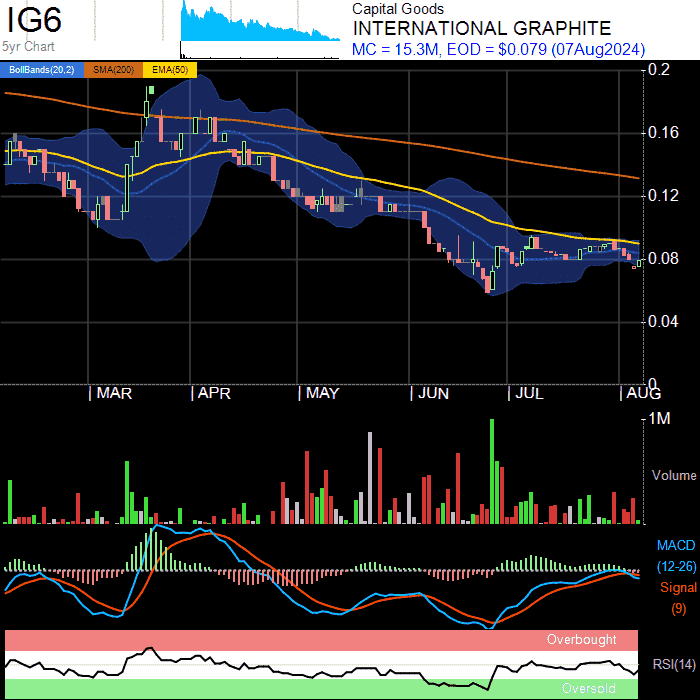 IG6
5yr Chart
Capital Goods
INTERNATIONAL GRAPHITE
MC = 15.3M, EOD = $0.079 (07Aug2024)
BollBands(20,2) SMA(200) EMA(50)
0.2
0.16
0.12
0.08
0.04
0
MAR APR MAY JUN JUL AUG
1M
Volume
MACD
(12-26)
Signal
(9)
Overbought
RSI(14)
Oversold